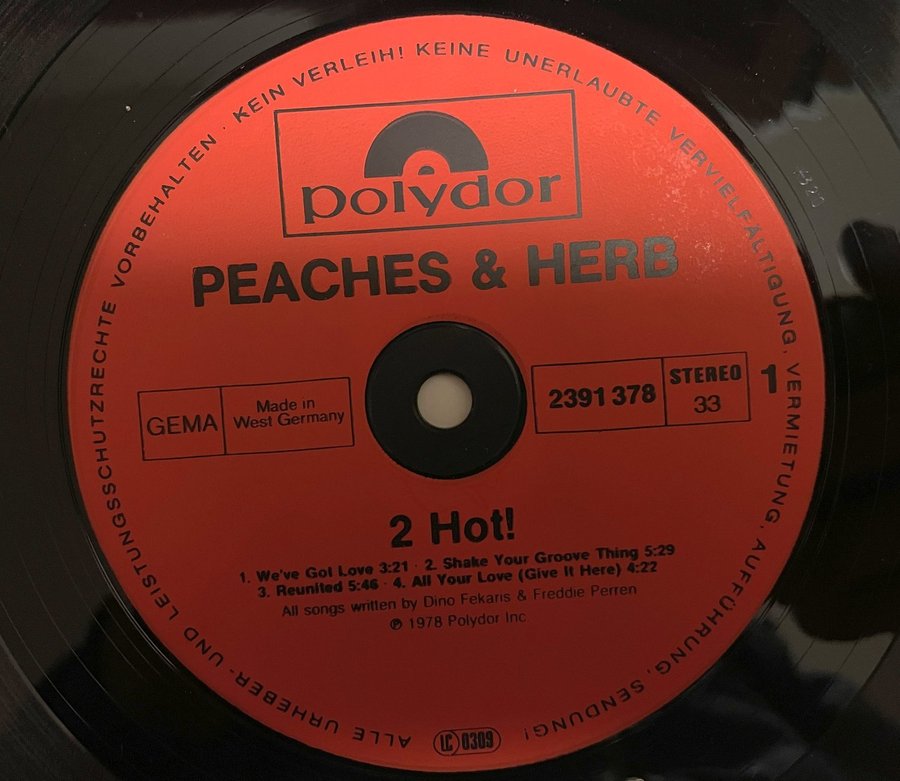 ALLE URHEBER- UND LEISTUNGSSCHUTZRECHTE VORBEHALTEN · KEIN VERLEIH! KEINE UNERLAUBTE VERVIELFÄLTIGUNG, VERMIETUNG, AUFFÜHRUNG, SENDUNG!
polydor
PEACHES & HERB
GEMA
Made in
West Germany
2391 378
STEREO
33
1
2 Hot!
1. We've Got Love 3:21 · 2. Shake Your Groove Thing 5:29
3. Reunited 5:46 · 4. All Your Love (Give It Here) 4:22
All songs written by Dino Fekaris & Freddie Perren
℗ 1978 Polydor Inc.
LC 0309